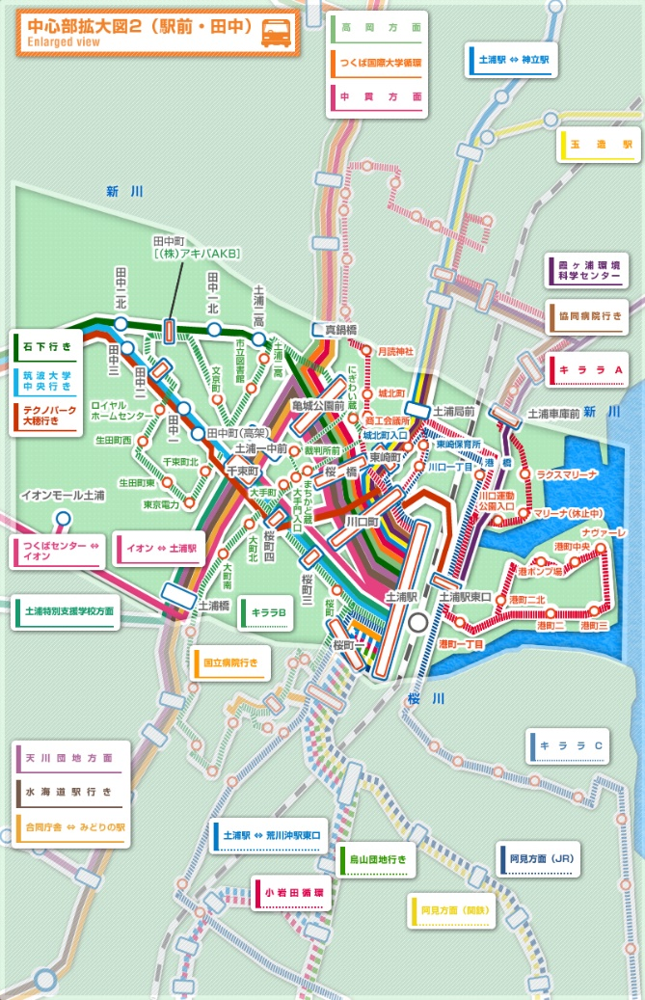 中心部拡大図2（駅前・田中）
Enlarged view
高岡方面
つくば国際大学循環
中貫方面
土浦駅 ⇔ 神立駅
玉造駅
新川
田中町
[(株)アキバAKB]
霞ヶ浦環境
科学センター
協同病院行き
キララA
石下行き
筑波大学
中央行き
テクノパーク
大穂行き
田中二北
田中一北
土浦二高
土浦二高
市立図書館
文京町
田中三
田中二
田中一
真鍋橋
月読神社
にぎわい蔵
城北町
亀城公園前
商工会議所
城北町入口
土浦局前
土浦車庫前
新川
ロイヤル
ホームセンター
生田町西
田中町(高架)
土浦一中前
裁判所前
東崎町
東崎保育所
川口一丁目
港橋
ラクスマリーナ
千束町北
千束町
桜橋
生田町東
東京電力
大手町
まちかど蔵
大手門入口
川口運動
公園入口
マリーナ(休止中)
イオンモール土浦
川口町
大町北
桜町四
ナヴァーレ
港町中央
港ポンプ場
つくばセンター ⇔
イオン
イオン ⇔ 土浦駅
大町南
桜町三
土浦駅
土浦駅東口
港町二北
港町二
港町三
港町一丁目
土浦橋
土浦特別支援学校方面
キララB
桜町二
桜町一
国立病院行き
桜川
キララC
天川団地方面
水海道駅行き
合同庁舎 ⇔ みどりの駅
土浦駅 ⇔ 荒川沖駅東口
烏山団地行き
阿見方面（JR）
小岩田循環
阿見方面（関鉄）